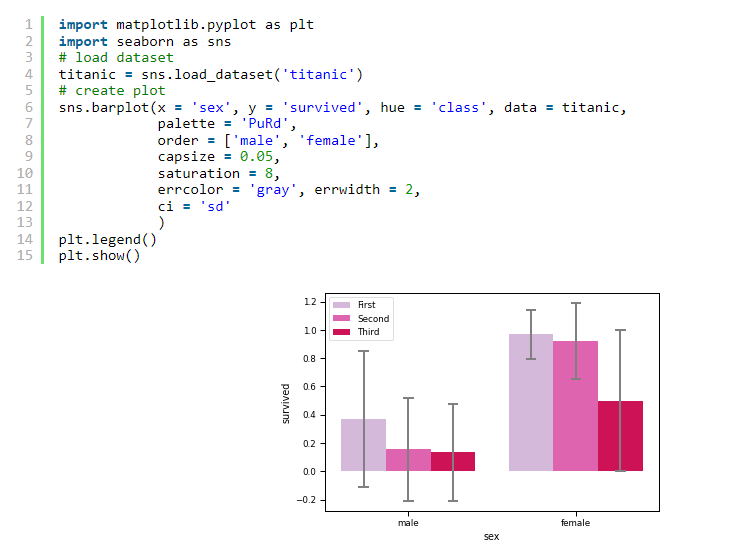 1 import matplotlib.pyplot as plt
2 import seaborn as sns
3 # load dataset
4 titanic = sns.load_dataset('titanic')
5 # create plot
6 sns.barplot(x = 'sex', y = 'survived', hue = 'class', data = titanic,
7 palette = 'PuRd',
8 order = ['male', 'female'],
9 capsize = 0.05,
10 saturation = 8,
11 errcolor = 'gray', errwidth = 2,
12 ci = 'sd'
13 )
14 plt.legend()
15 plt.show()
First
Second
Third
1.2
1.0
0.8
0.6
0.4
0.2
0.0
−0.2
survived
male female
sex